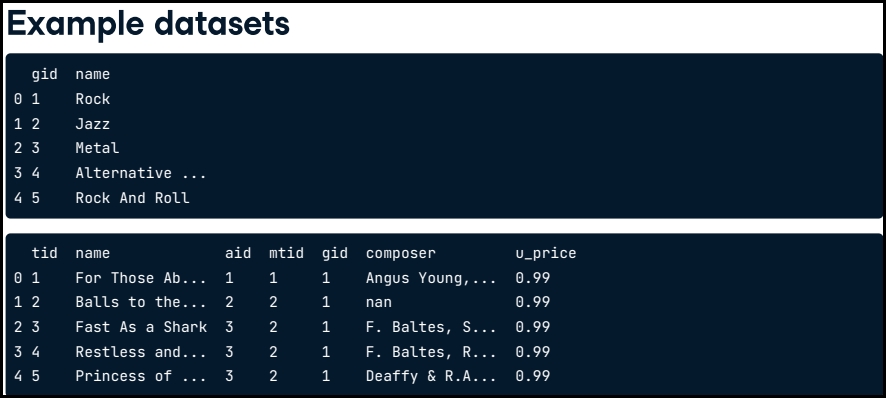 Example datasets
gid name
0 1 Rock
1 2 Jazz
2 3 Metal
3 4 Alternative ...
4 5 Rock And Roll
tid name aid mtid gid composer u_price
0 1 For Those Ab... 1 1 1 Angus Young,... 0.99
1 2 Balls to the... 2 2 1 nan 0.99
2 3 Fast As a Shark 3 2 1 F. Baltes, S... 0.99
3 4 Restless and... 3 2 1 F. Baltes, R... 0.99
4 5 Princess of ... 3 2 1 Deaffy & R.A... 0.99